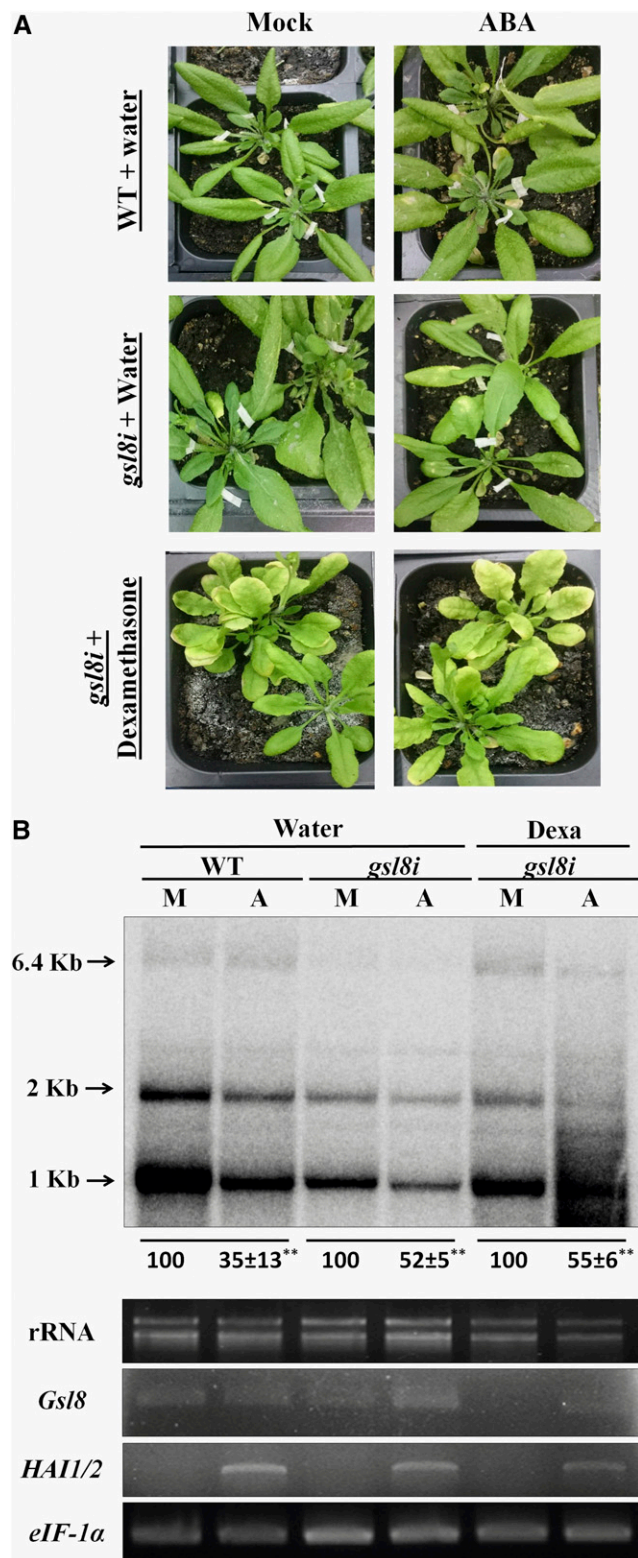 A
Mock ABA
WT + water
gsl8i + Water
gsl8i +
Dexamethasone
B
Water Dexa
WT gsl8i gsl8i
M A M A M A
6.4 Kb →
2 Kb →
1 Kb →
100 35±13** 100 52±5** 100 55±6**
rRNA
Gsl8
HAI1/2
eIF-1α